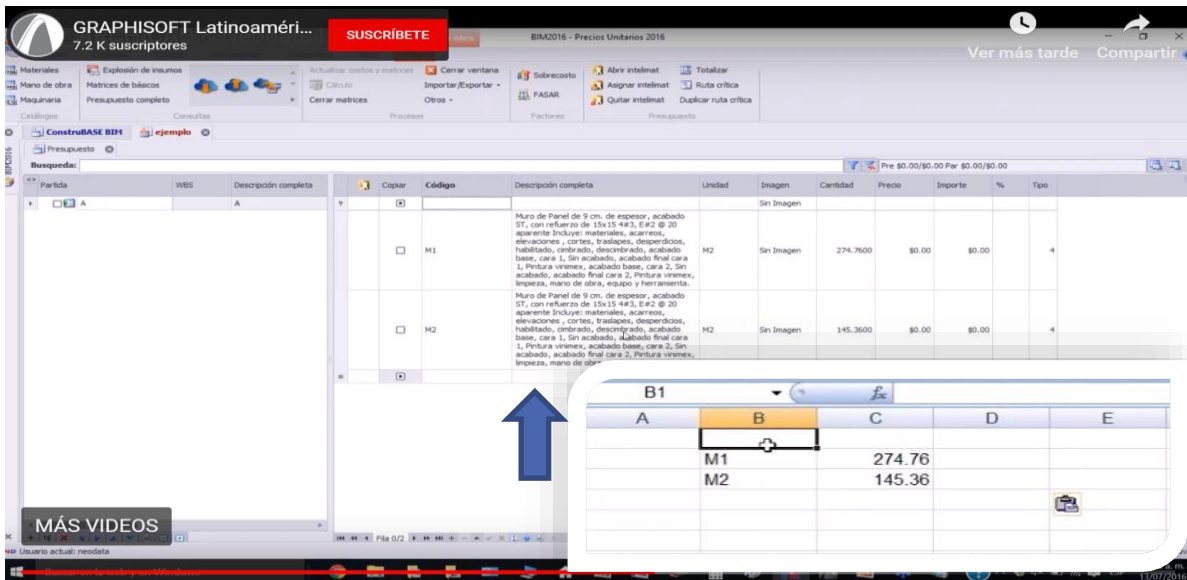 GRAPHISOFT Latinoaméri...
7.2 K suscriptores
SUSCRÍBETE
BIM2016 - Precios Unitarios 2016
Ver más tarde
Compartir
Materiales
Mano de obra
Maquinaria
Catálogos
Explosión de insumos
Matrices de básicos
Presupuesto completo
Consultas
Actualizar costos y matrices
Cálculo
Cerrar matrices
Cerrar ventana
Importar/Exportar
Otros
Procesos
Sobrecosto
FASAR
Factores
Abrir intelimat
Asignar intelimat
Quitar intelimat
Totalizar
Ruta crítica
Duplicar ruta crítica
Presupuesto
ConstruBASE BIM
ejemplo
Presupuesto
BIM2016
Busqueda:
Pre $0.00/$0.00 Par $0.00/$0.00
Partida WBS Descripción completa
A A
Copiar Código Descripción completa Unidad Imagen Cantidad Precio Importe % Tipo
Sin Imagen
Muro de Panel de 9 cm. de espesor, acabado
ST, con refuerzo de 15x15 4#3, E#2 @ 20
aparente Incluye: materiales, acarreos,
elevaciones , cortes, traslapes, desperdicios,
habilitado, cimbrado, descimbrado, acabado
base, cara 1, Sin acabado, acabado final cara
1, Pintura vinimex, acabado base, cara 2, Sin
acabado, acabado final cara 2, Pintura vinimex,
limpieza, mano de obra, equipo y herramienta.
M1 M2 Sin Imagen 274.7600 $0.00 $0.00 4
Muro de Panel de 9 cm. de espesor, acabado
ST, con refuerzo de 15x15 4#3, E#2 @ 20
aparente Incluye: materiales, acarreos,
elevaciones , cortes, traslapes, desperdicios,
habilitado, cimbrado, descimbrado, acabado
base, cara 1, Sin acabado, acabado final cara
1, Pintura vinimex, acabado base, cara 2, Sin
acabado, acabado final cara 2, Pintura vinimex,
limpieza, mano de
M2 M2 Sin Imagen 145.3600 $0.00 $0.00 4
B1 fx
A B C D E
M1 274.76
M2 145.36
MÁS VIDEOS
Fila 0/2
Usuario actual: neodata
a. m.
13/07/2016